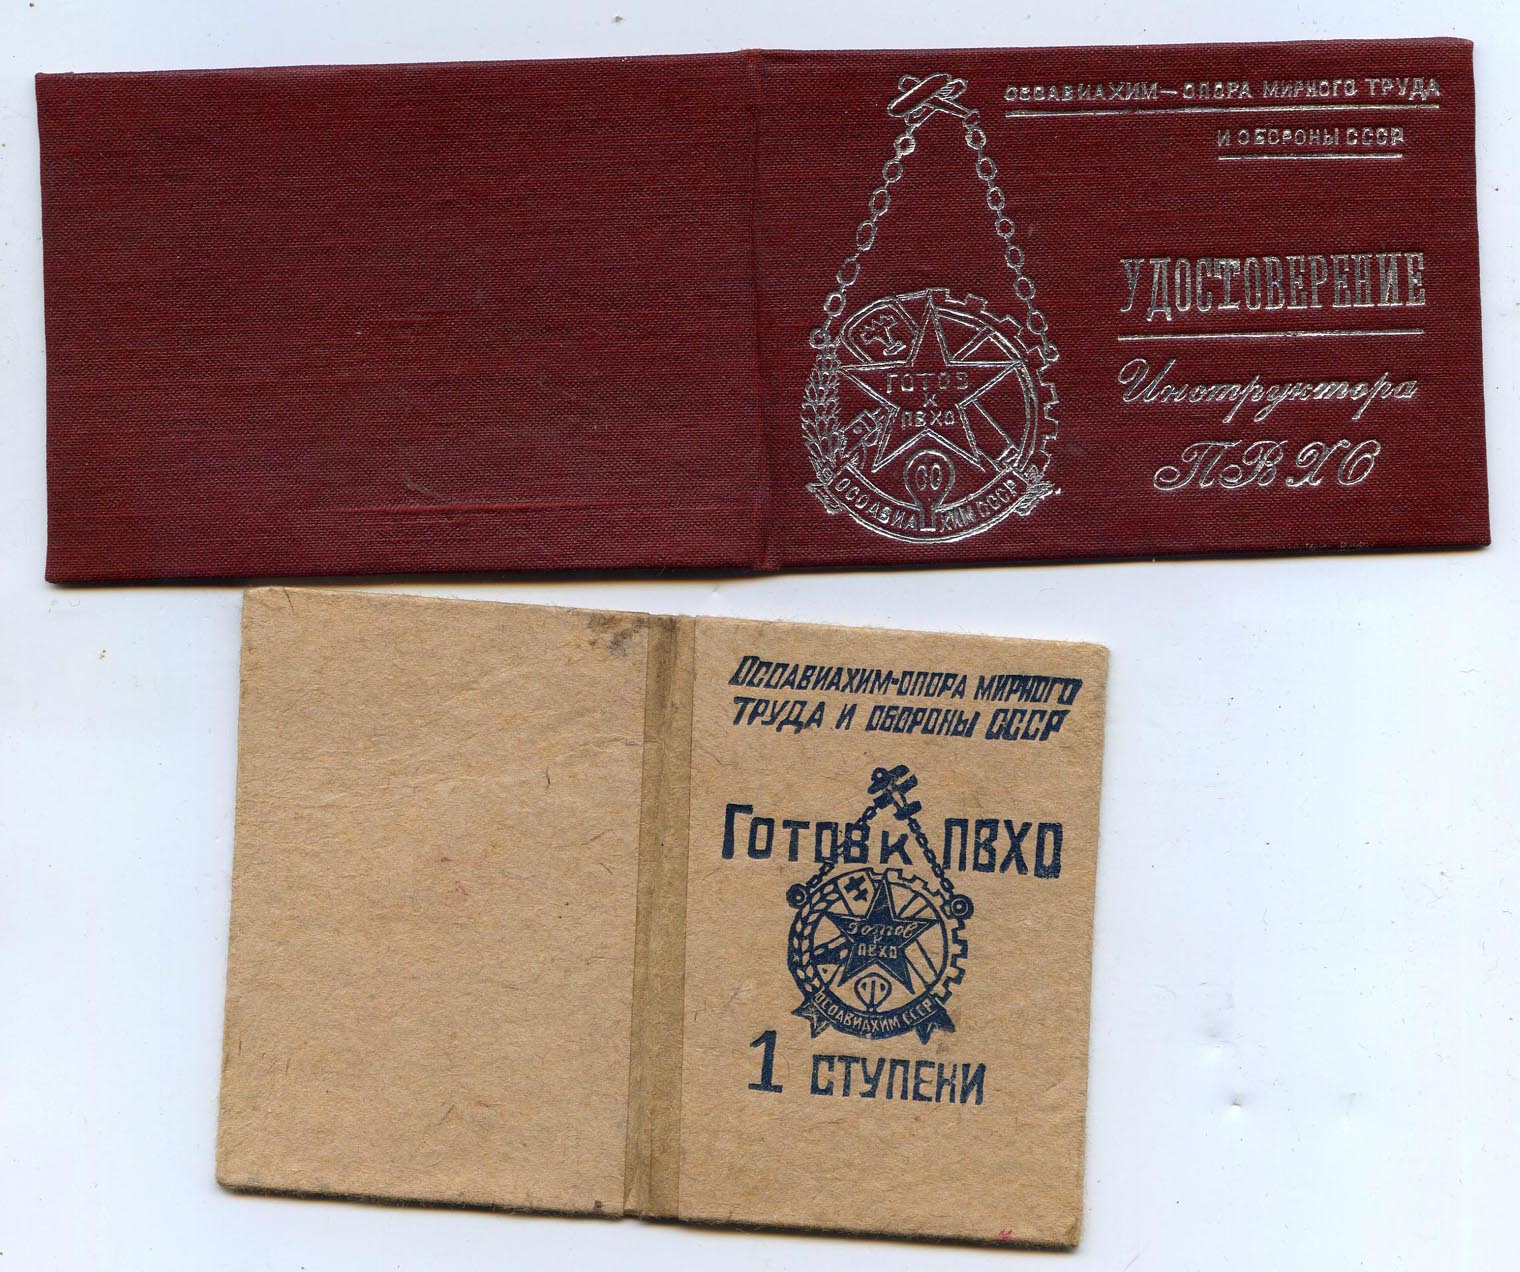 ОСОАВИАХИМ — ОПОРА МИРНОГО ТРУДА
И ОБОРОНЫ СССР
УДОСТОВЕРЕНИЕ
Инструктора
ПВХО
ГОТОВ
К
ПВХО
ОСОАВИАХИМ СССР
ОСОАВИАХИМ-ОПОРА МИРНОГО
ТРУДА И ОБОРОНЫ СССР
ГОТОВ К ПВХО
Готов
к
ПВХО
ОСОАВИАХИМ СССР
1 СТУПЕНИ